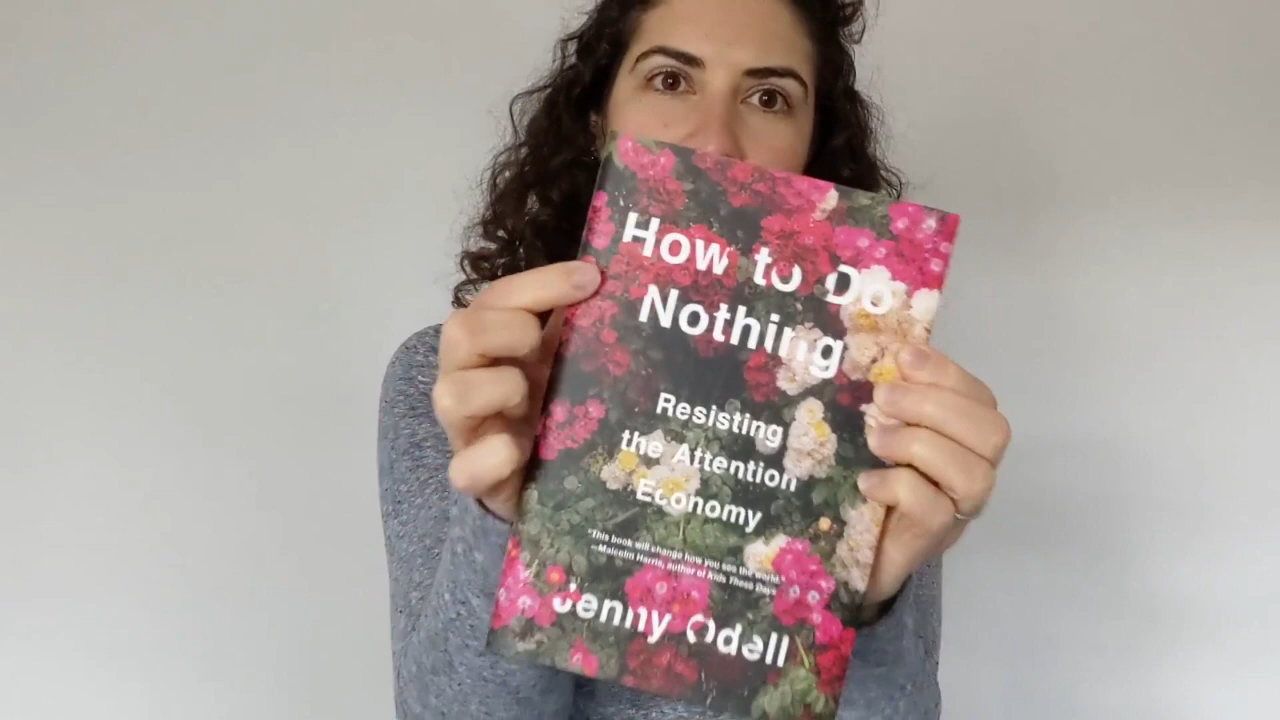 How to Do
Nothing
Resisting
the Attention
Economy
"This book will change how you see the world."
—Malcolm Harris, author of Kids These Days
Jenny Odell